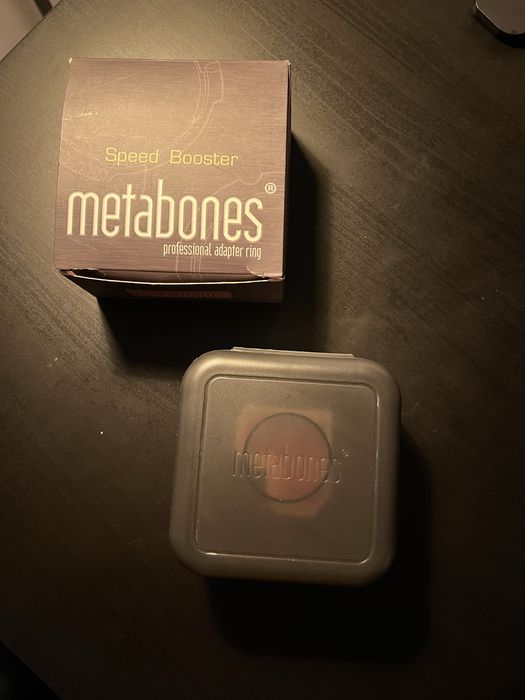 Speed Booster
metabones®
professional adapter ring
metabones®